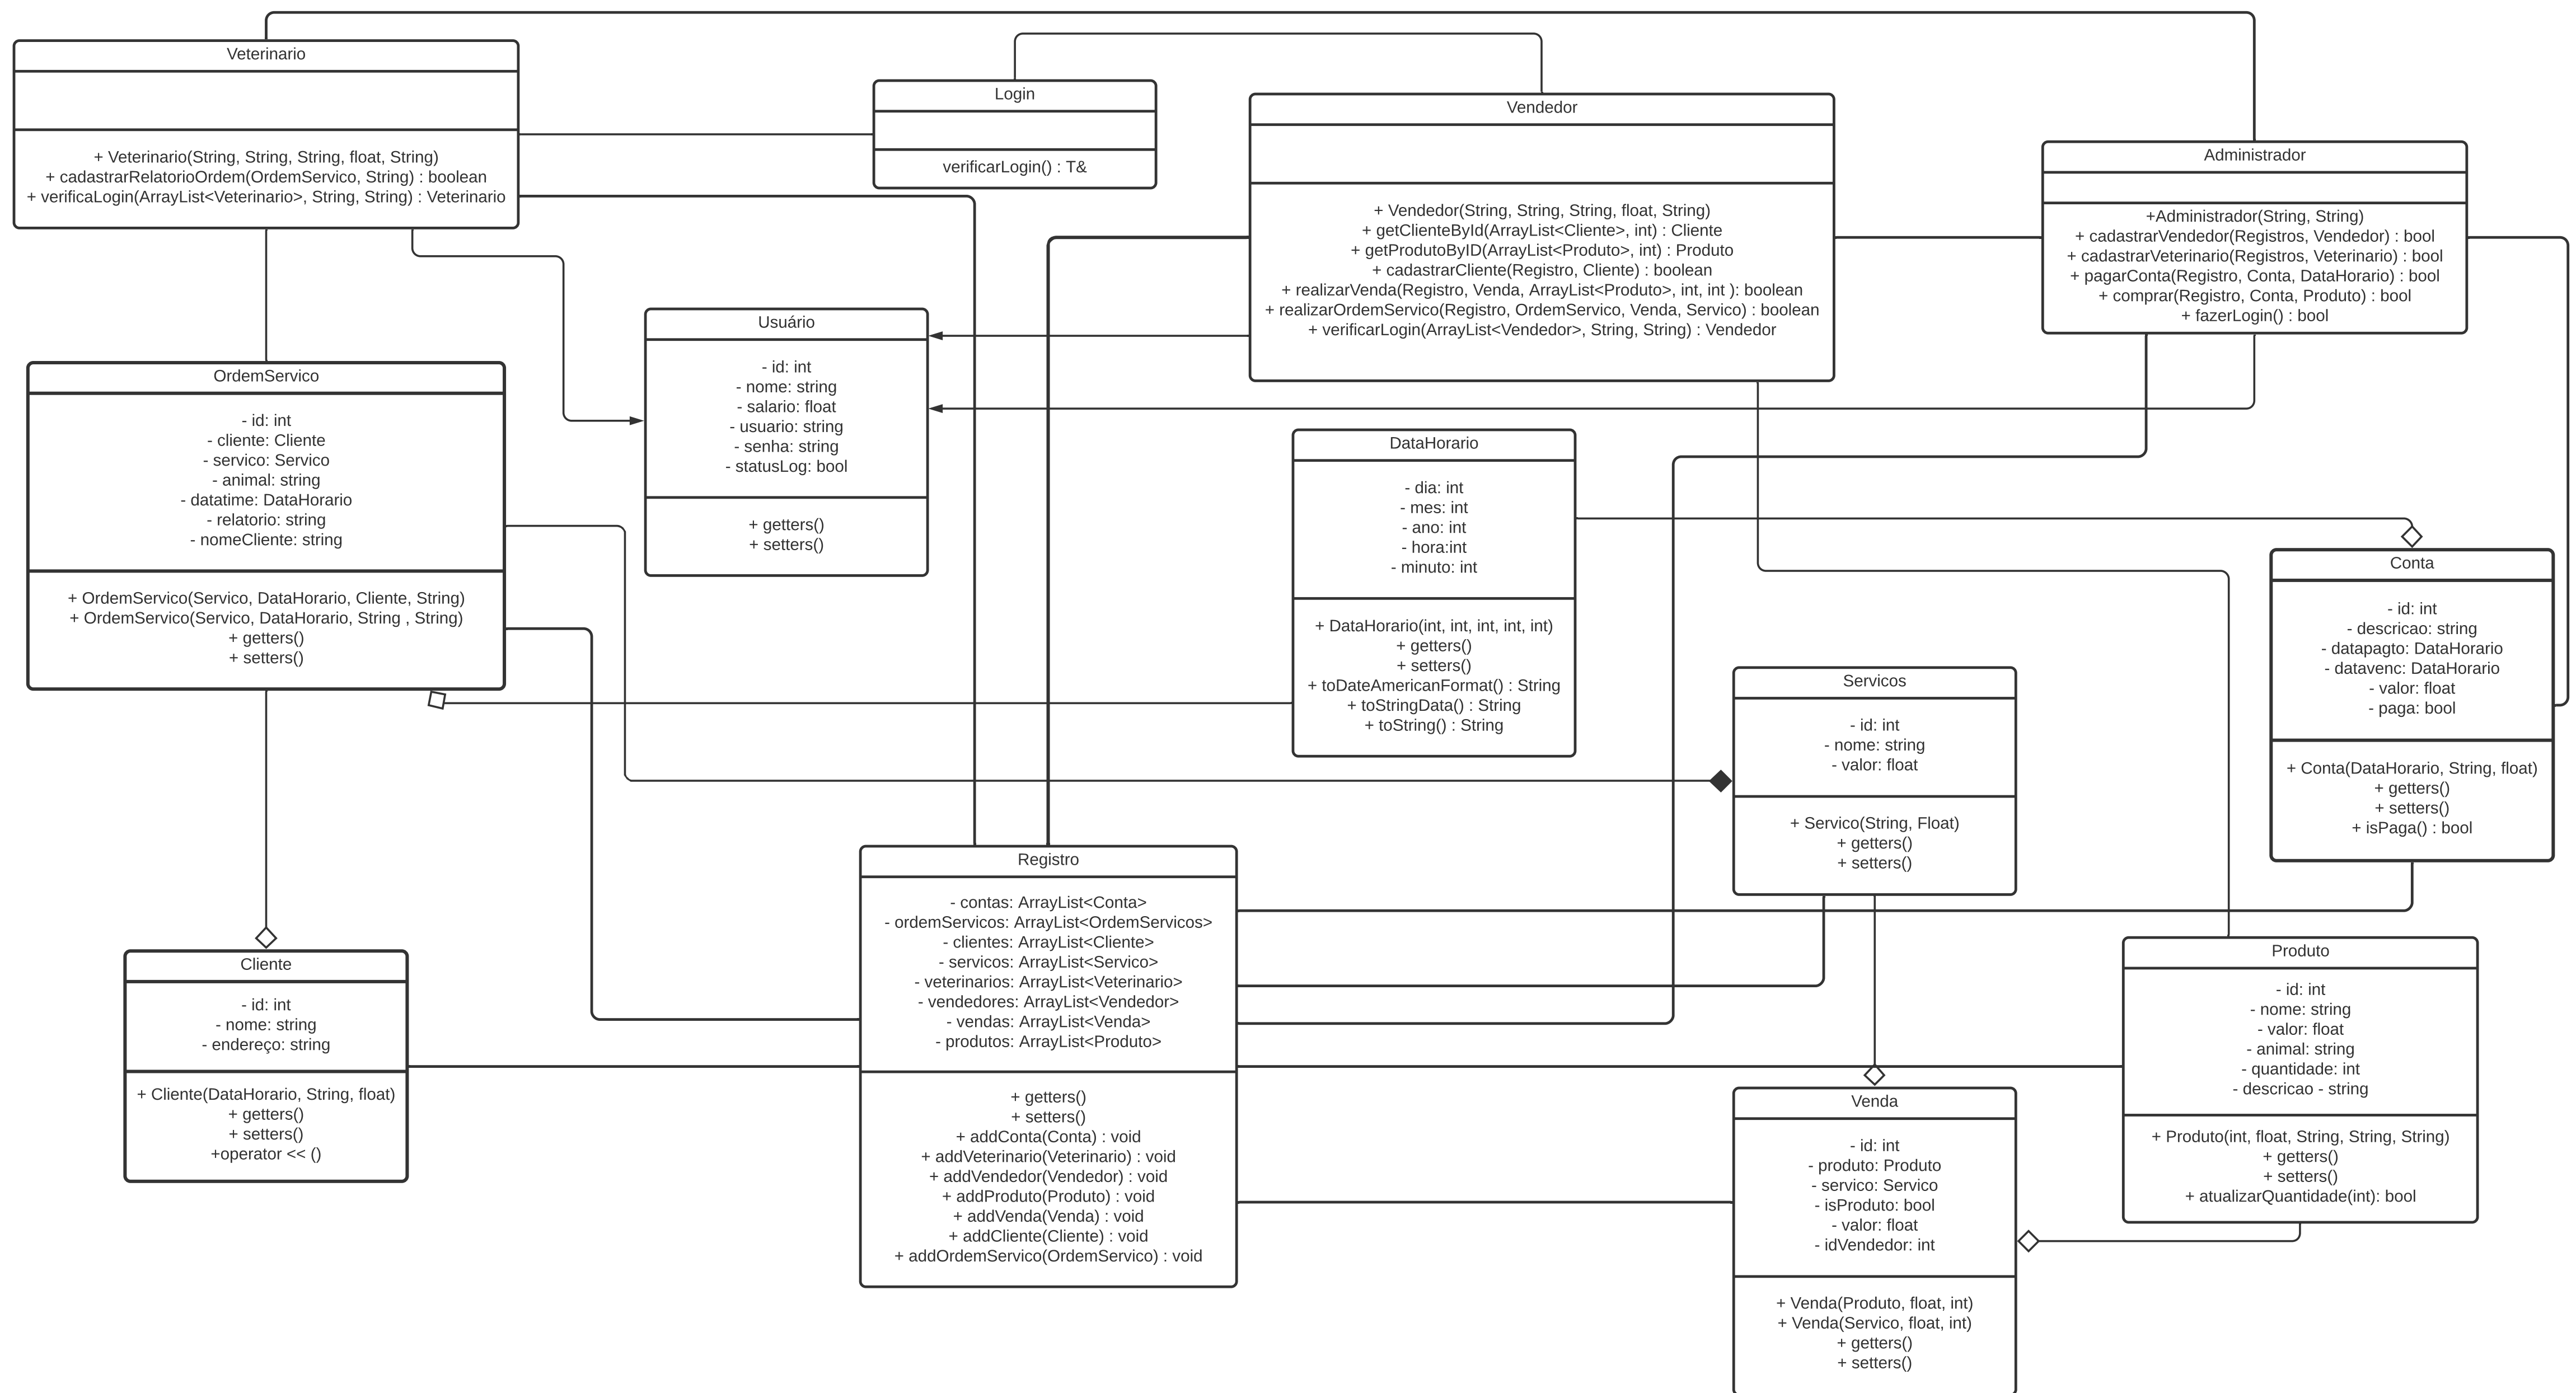 Veterinario
+ Veterinario(String, String, String, float, String)
+ cadastrarRelatorioOrdem(OrdemServico, String) : boolean
+ verificaLogin(ArrayList<Veterinario>, String, String) : Veterinario
Login
verificarLogin() : T&
Vendedor
+ Vendedor(String, String, String, float, String)
+ getClienteById(ArrayList<Cliente>, int) : Cliente
+ getProdutoByID(ArrayList<Produto>, int) : Produto
+ cadastrarCliente(Registro, Cliente) : boolean
+ realizarVenda(Registro, Venda, ArrayList<Produto>, int, int ): boolean
+ realizarOrdemServico(Registro, OrdemServico, Venda, Servico) : boolean
+ verificarLogin(ArrayList<Vendedor>, String, String) : Vendedor
Administrador
+Administrador(String, String)
+ cadastrarVendedor(Registros, Vendedor) : bool
+ cadastrarVeterinario(Registros, Veterinario) : bool
+ pagarConta(Registro, Conta, DataHorario) : bool
+ comprar(Registro, Conta, Produto) : bool
+ fazerLogin() : bool
Usuário
- id: int
- nome: string
- salario: float
- usuario: string
- senha: string
- statusLog: bool
+ getters()
+ setters()
OrdemServico
- id: int
- cliente: Cliente
- servico: Servico
- animal: string
- datatime: DataHorario
- relatorio: string
- nomeCliente: string
+ OrdemServico(Servico, DataHorario, Cliente, String)
+ OrdemServico(Servico, DataHorario, String , String)
+ getters()
+ setters()
DataHorario
- dia: int
- mes: int
- ano: int
- hora:int
- minuto: int
+ DataHorario(int, int, int, int, int)
+ getters()
+ setters()
+ toDateAmericanFormat() : String
+ toStringData() : String
+ toString() : String
Conta
- id: int
- descricao: string
- datapagto: DataHorario
- datavenc: DataHorario
- valor: float
- paga: bool
+ Conta(DataHorario, String, float)
+ getters()
+ setters()
+ isPaga() : bool
Servicos
- id: int
- nome: string
- valor: float
+ Servico(String, Float)
+ getters()
+ setters()
Registro
- contas: ArrayList<Conta>
- ordemServicos: ArrayList<OrdemServicos>
- clientes: ArrayList<Cliente>
- servicos: ArrayList<Servico>
- veterinarios: ArrayList<Veterinario>
- vendedores: ArrayList<Vendedor>
- vendas: ArrayList<Venda>
- produtos: ArrayList<Produto>
+ getters()
+ setters()
+ addConta(Conta) : void
+ addVeterinario(Veterinario) : void
+ addVendedor(Vendedor) : void
+ addProduto(Produto) : void
+ addVenda(Venda) : void
+ addCliente(Cliente) : void
+ addOrdemServico(OrdemServico) : void
Cliente
- id: int
- nome: string
- endereço: string
+ Cliente(DataHorario, String, float)
+ getters()
+ setters()
+operator << ()
Produto
- id: int
- nome: string
- valor: float
- animal: string
- quantidade: int
- descricao - string
+ Produto(int, float, String, String, String)
+ getters()
+ setters()
+ atualizarQuantidade(int): bool
Venda
- id: int
- produto: Produto
- servico: Servico
- isProduto: bool
- valor: float
- idVendedor: int
+ Venda(Produto, float, int)
+ Venda(Servico, float, int)
+ getters()
+ setters()